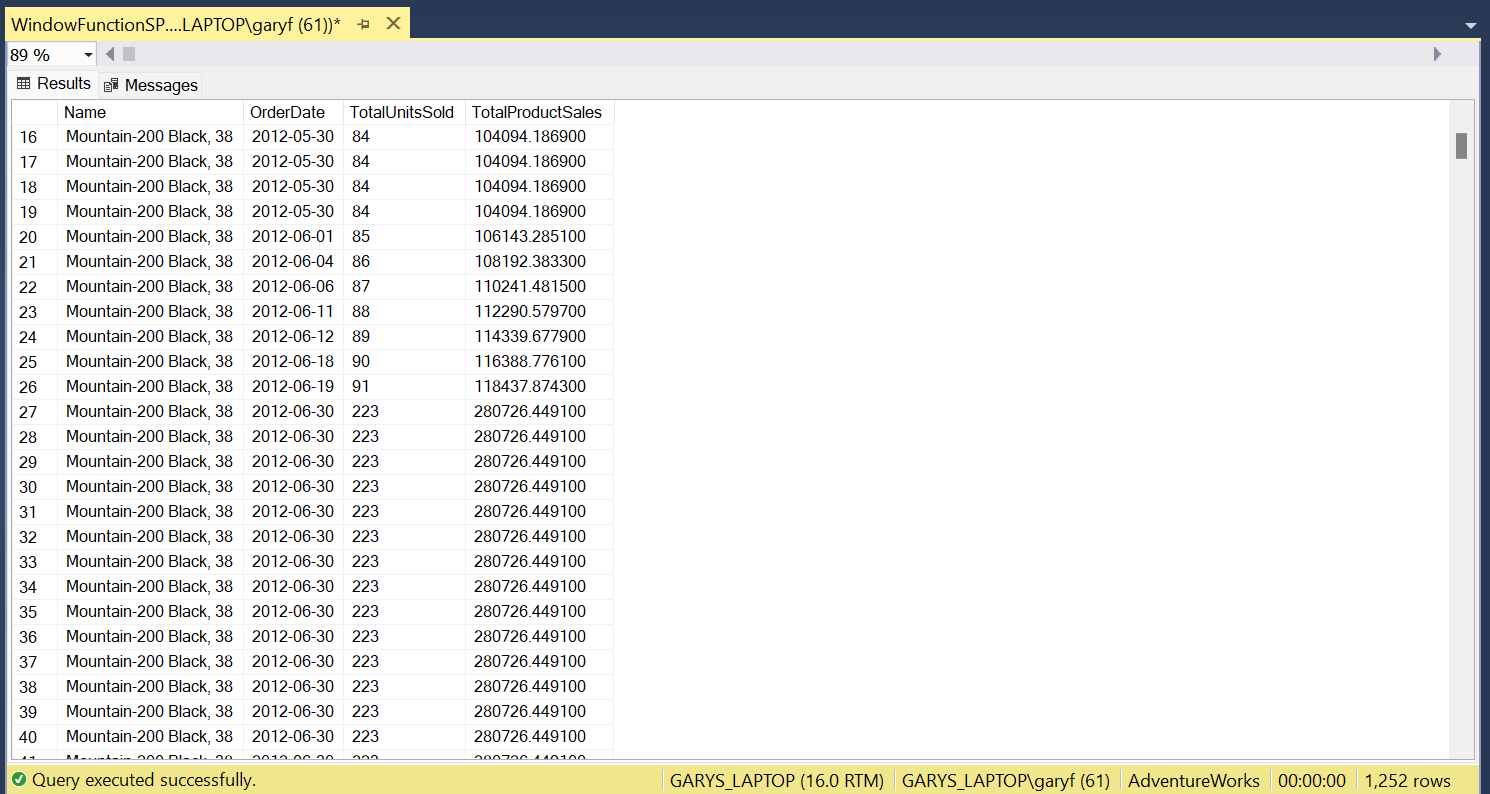 WindowFunctionSP....LAPTOP\garyf (61))*
89 %
Results Messages
Name OrderDate TotalUnitsSold TotalProductSales
16 Mountain-200 Black, 38 2012-05-30 84 104094.186900
17 Mountain-200 Black, 38 2012-05-30 84 104094.186900
18 Mountain-200 Black, 38 2012-05-30 84 104094.186900
19 Mountain-200 Black, 38 2012-05-30 84 104094.186900
20 Mountain-200 Black, 38 2012-06-01 85 106143.285100
21 Mountain-200 Black, 38 2012-06-04 86 108192.383300
22 Mountain-200 Black, 38 2012-06-06 87 110241.481500
23 Mountain-200 Black, 38 2012-06-11 88 112290.579700
24 Mountain-200 Black, 38 2012-06-12 89 114339.677900
25 Mountain-200 Black, 38 2012-06-18 90 116388.776100
26 Mountain-200 Black, 38 2012-06-19 91 118437.874300
27 Mountain-200 Black, 38 2012-06-30 223 280726.449100
28 Mountain-200 Black, 38 2012-06-30 223 280726.449100
29 Mountain-200 Black, 38 2012-06-30 223 280726.449100
30 Mountain-200 Black, 38 2012-06-30 223 280726.449100
31 Mountain-200 Black, 38 2012-06-30 223 280726.449100
32 Mountain-200 Black, 38 2012-06-30 223 280726.449100
33 Mountain-200 Black, 38 2012-06-30 223 280726.449100
34 Mountain-200 Black, 38 2012-06-30 223 280726.449100
35 Mountain-200 Black, 38 2012-06-30 223 280726.449100
36 Mountain-200 Black, 38 2012-06-30 223 280726.449100
37 Mountain-200 Black, 38 2012-06-30 223 280726.449100
38 Mountain-200 Black, 38 2012-06-30 223 280726.449100
39 Mountain-200 Black, 38 2012-06-30 223 280726.449100
40 Mountain-200 Black, 38 2012-06-30 223 280726.449100
Query executed successfully. GARYS_LAPTOP (16.0 RTM) GARYS_LAPTOP\garyf (61) AdventureWorks 00:00:00 1,252 rows